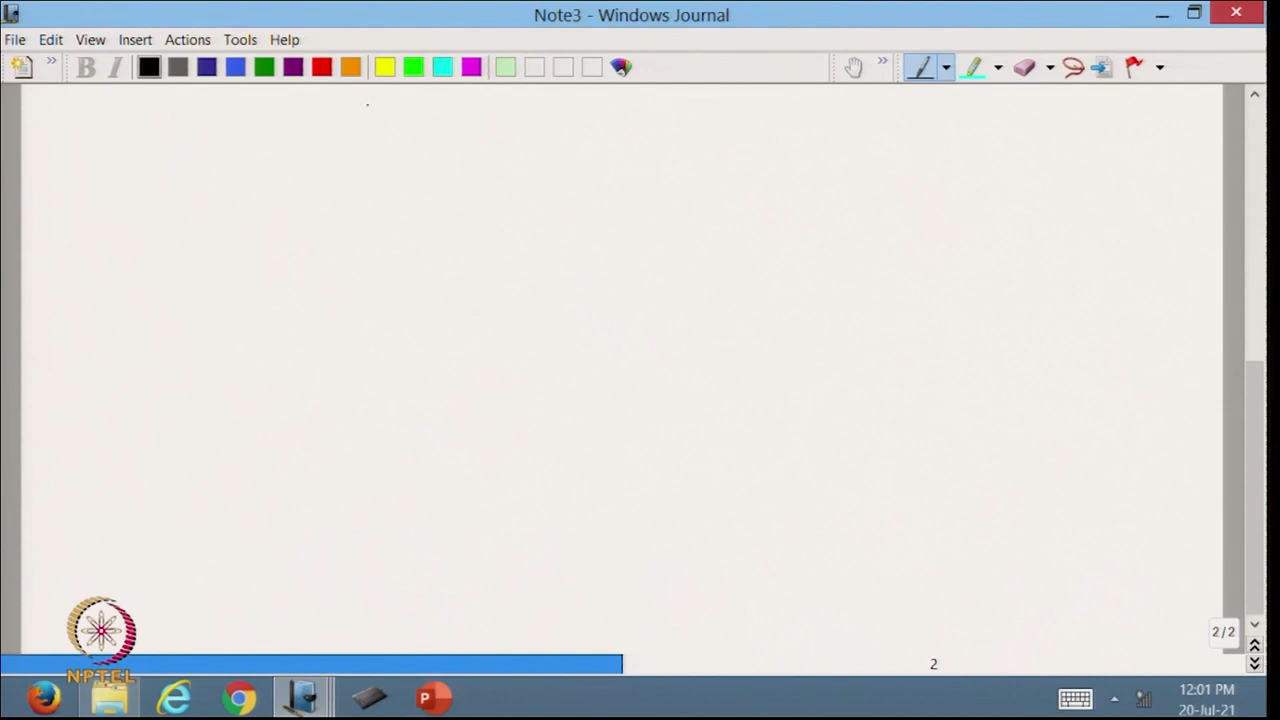 Note3 - Windows Journal
File Edit View Insert Actions Tools Help
B I
2/2
2
NPTEL
12:01 PM
20-Jul-21